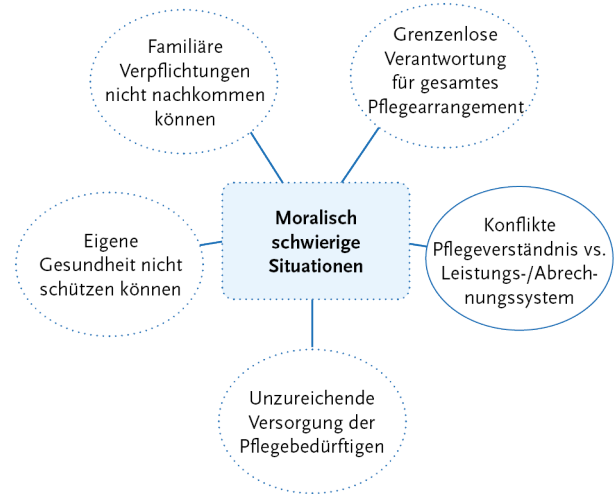 Familiäre
Verpflichtungen
nicht nachkommen
können
Grenzenlose
Verantwortung
für gesamtes
Pflegearrangement
Moralisch
schwierige
Situationen
Eigene
Gesundheit nicht
schützen können
Konflikte
Pflegeverständnis vs.
Leistungs-/Abrech-
nungssystem
Unzureichende
Versorgung der
Pflegebedürftigen